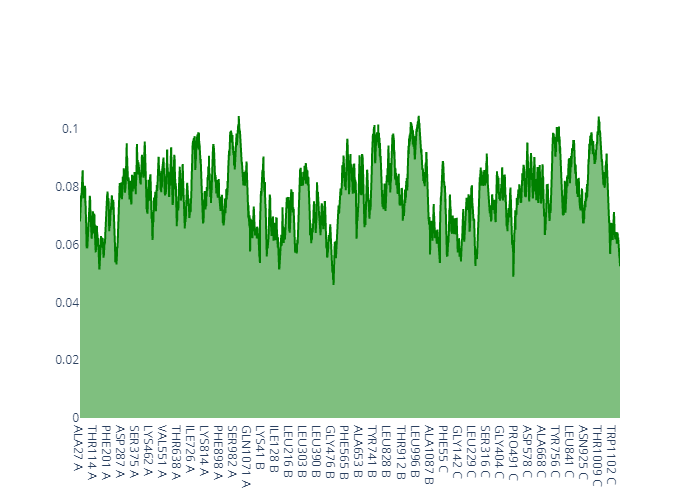 0.1
0.08
0.06
0.04
0.02
0
ALA27 A
THR114 A
PHE201 A
ASP287 A
SER375 A
LYS462 A
VAL551 A
THR638 A
ILE726 A
LYS814 A
PHE898 A
SER982 A
GLN1071 A
LYS41 B
ILE128 B
LEU216 B
LEU303 B
LEU390 B
GLY476 B
PHE565 B
ALA653 B
TYR741 B
LEU828 B
THR912 B
LEU996 B
ALA1087 B
PHE55 C
GLY142 C
LEU229 C
SER316 C
GLY404 C
PRO491 C
ASP578 C
ALA668 C
TYR756 C
LEU841 C
ASN925 C
THR1009 C
TRP1102 C